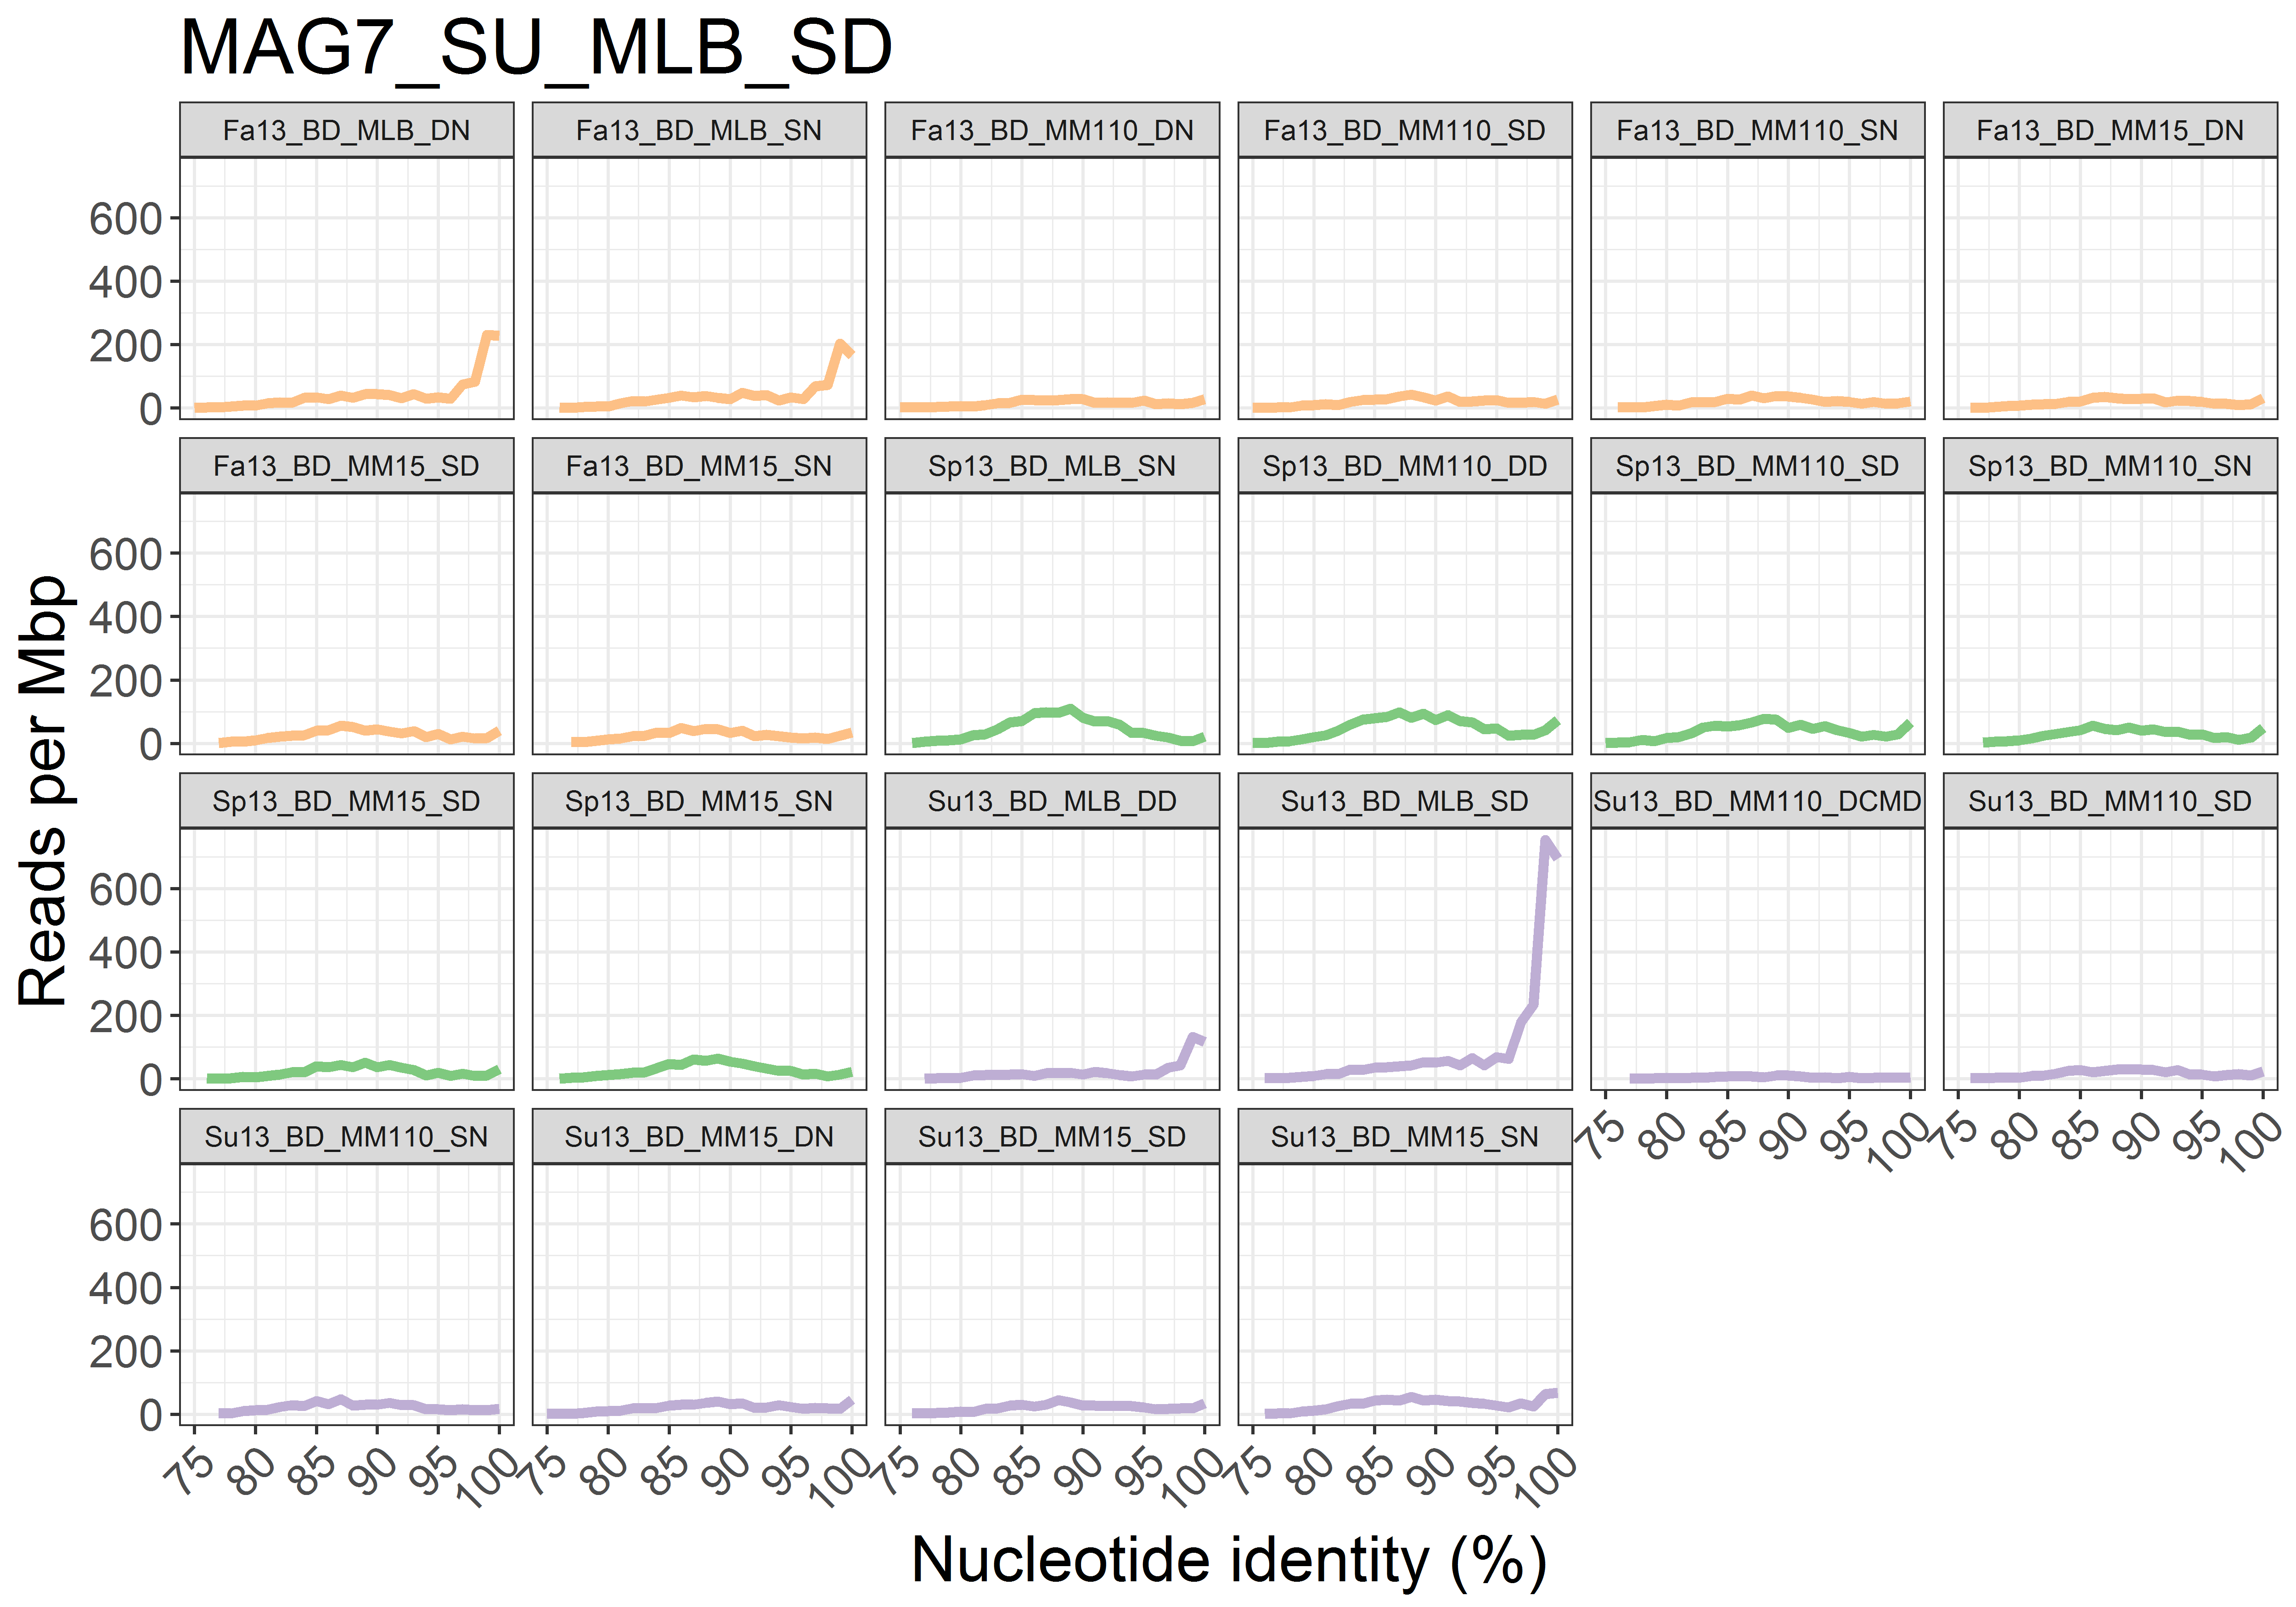 MAG7_SU_MLB_SD
Fa13_BD_MLB_DN Fa13_BD_MLB_SN Fa13_BD_MM110_DN Fa13_BD_MM110_SD Fa13_BD_MM110_SN Fa13_BD_MM15_DN
600
400
200
0
Fa13_BD_MM15_SD Fa13_BD_MM15_SN Sp13_BD_MLB_SN Sp13_BD_MM110_DD Sp13_BD_MM110_SD Sp13_BD_MM110_SN
600
400
200
0
Reads per Mbp
Sp13_BD_MM15_SD Sp13_BD_MM15_SN Su13_BD_MLB_DD Su13_BD_MLB_SD Su13_BD_MM110_DCMD Su13_BD_MM110_SD
600
400
200
0
75 80 85 90 95 100 75 80 85 90 95 100
Su13_BD_MM110_SN Su13_BD_MM15_DN Su13_BD_MM15_SD Su13_BD_MM15_SN
600
400
200
0
75 80 85 90 95 100 75 80 85 90 95 100 75 80 85 90 95 100 75 80 85 90 95 100
Nucleotide identity (%)